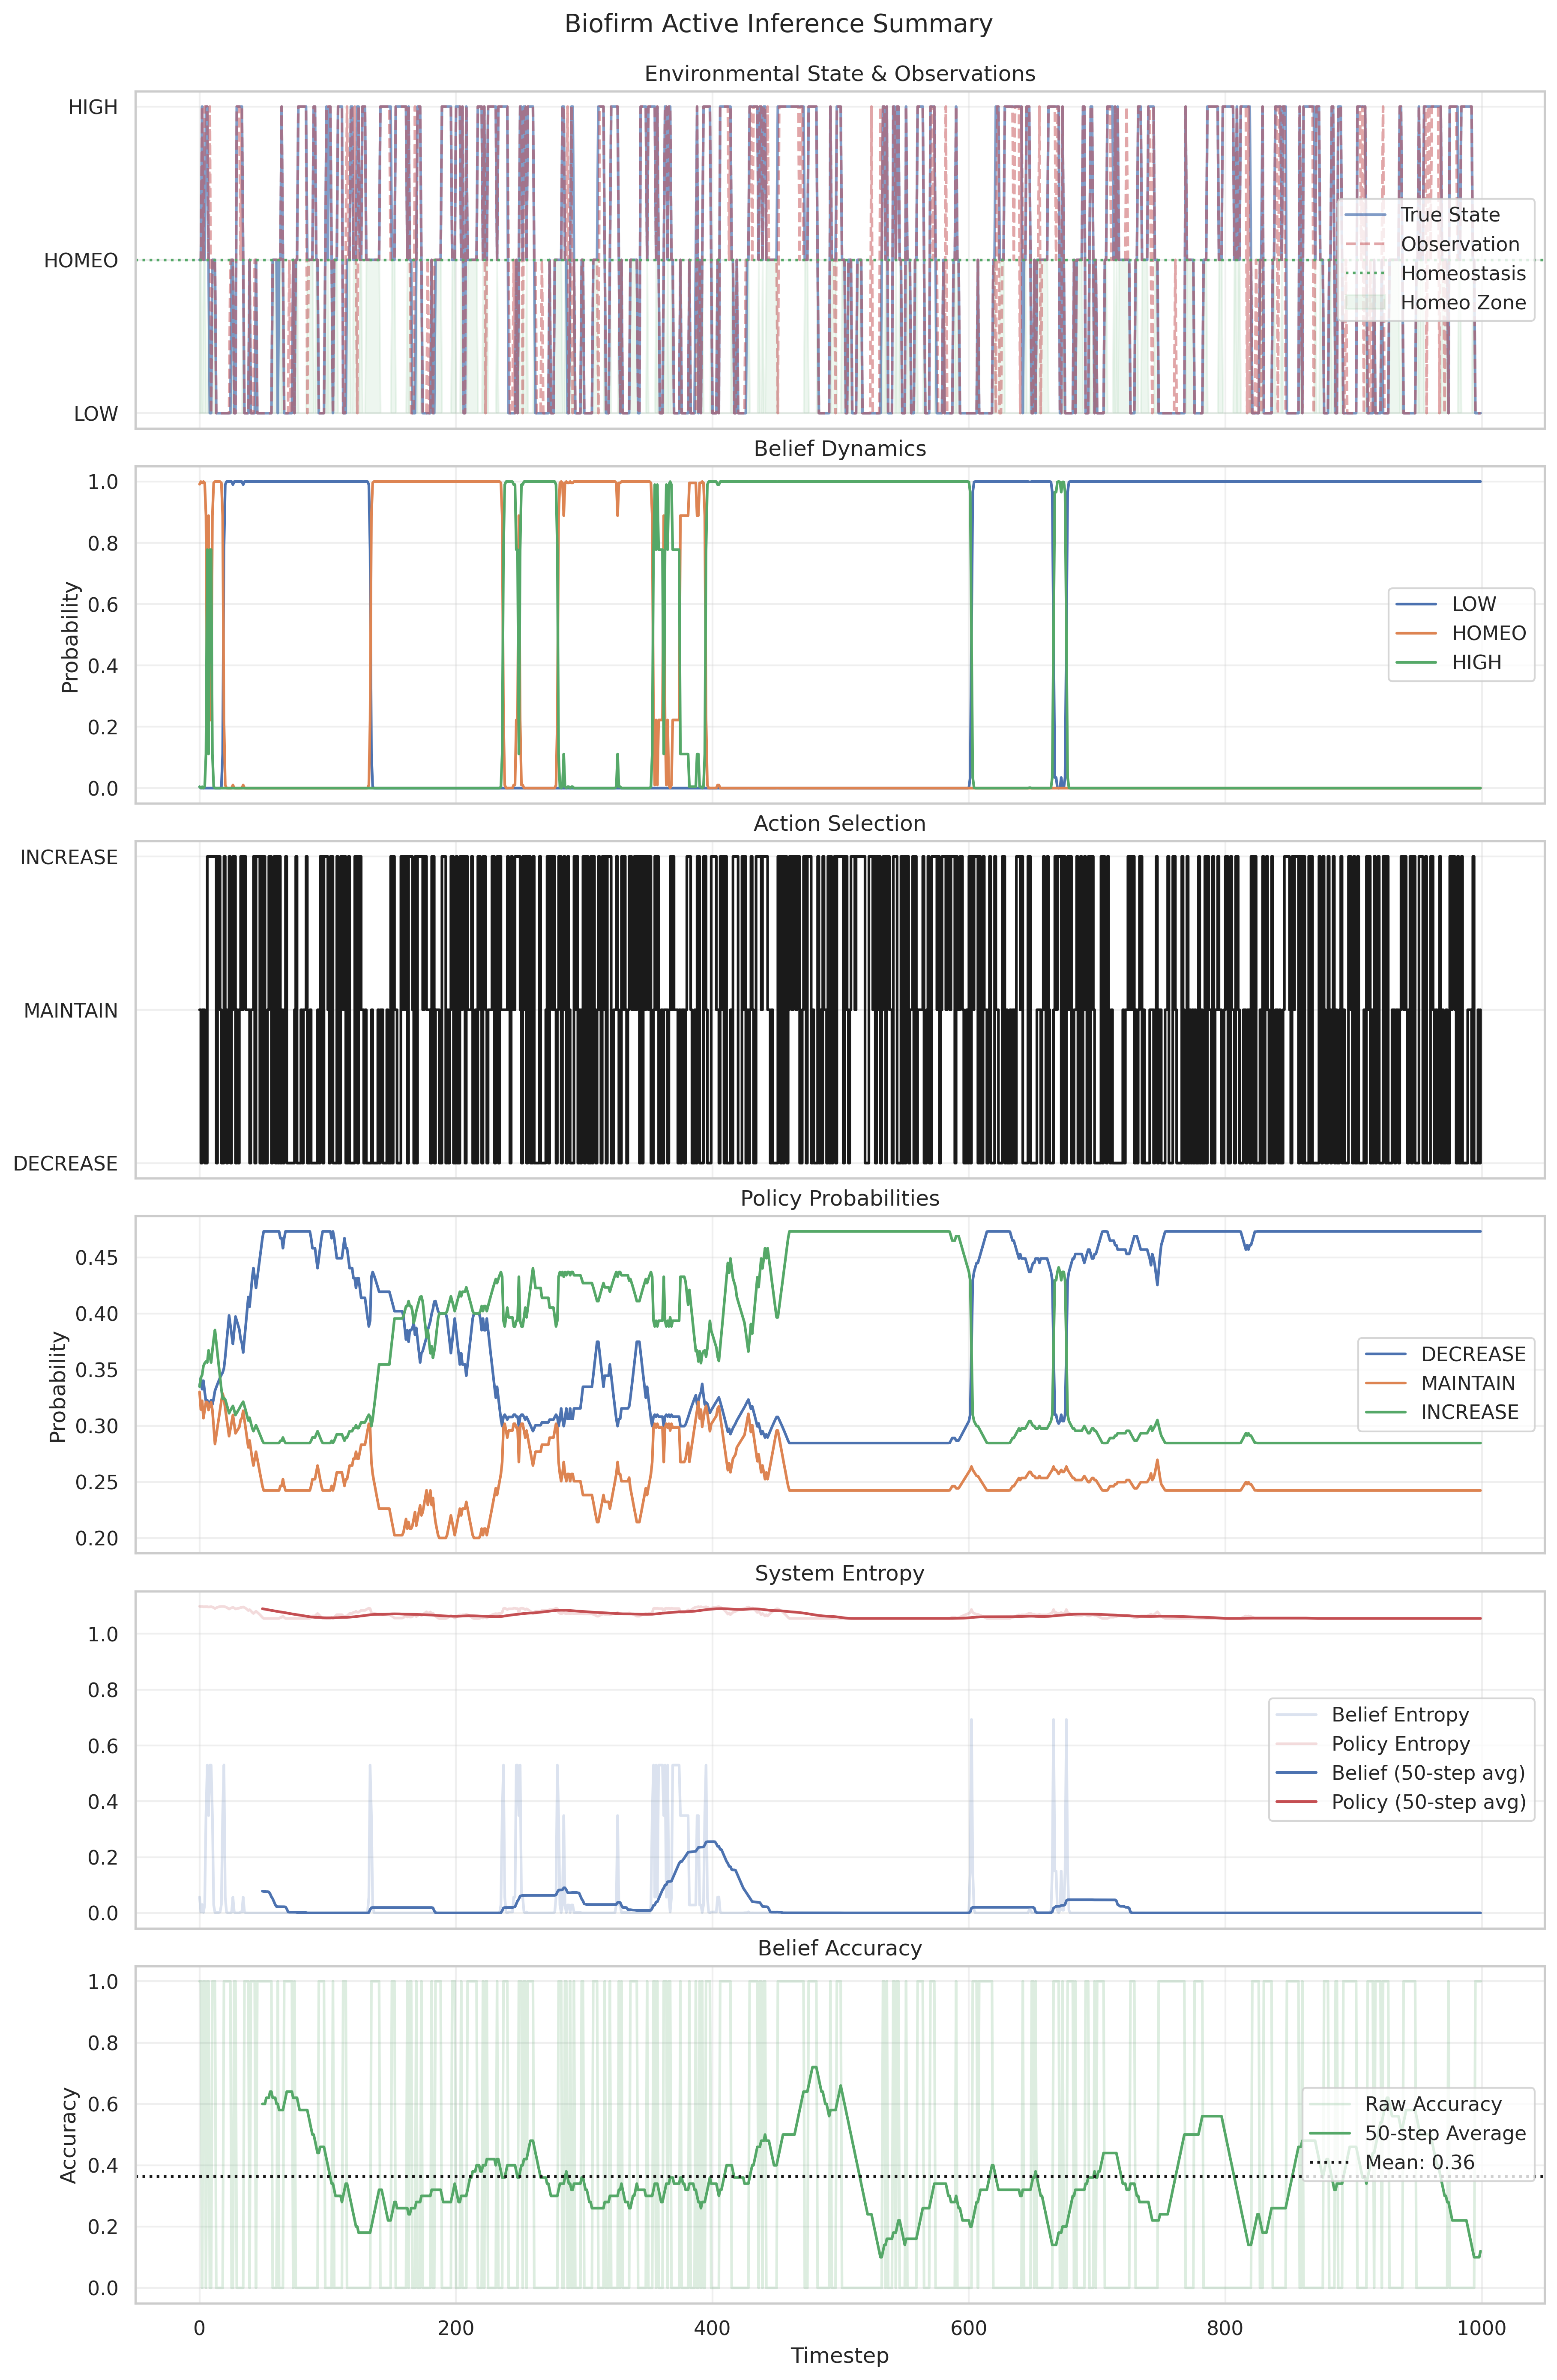 Biofirm Active Inference Summary
Environmental State & Observations
HIGH
HOMEO
LOW
True State
Observation
Homeostasis
Homeo Zone
Belief Dynamics
Probability
1.0
0.8
0.6
0.4
0.2
0.0
LOW
HOMEO
HIGH
Action Selection
INCREASE
MAINTAIN
DECREASE
Policy Probabilities
Probability
0.45
0.40
0.35
0.30
0.25
0.20
DECREASE
MAINTAIN
INCREASE
System Entropy
1.0
0.8
0.6
0.4
0.2
0.0
Belief Entropy
Policy Entropy
Belief (50-step avg)
Policy (50-step avg)
Belief Accuracy
Accuracy
1.0
0.8
0.6
0.4
0.2
0.0
Raw Accuracy
50-step Average
Mean: 0.36
0 200 400 600 800 1000
Timestep